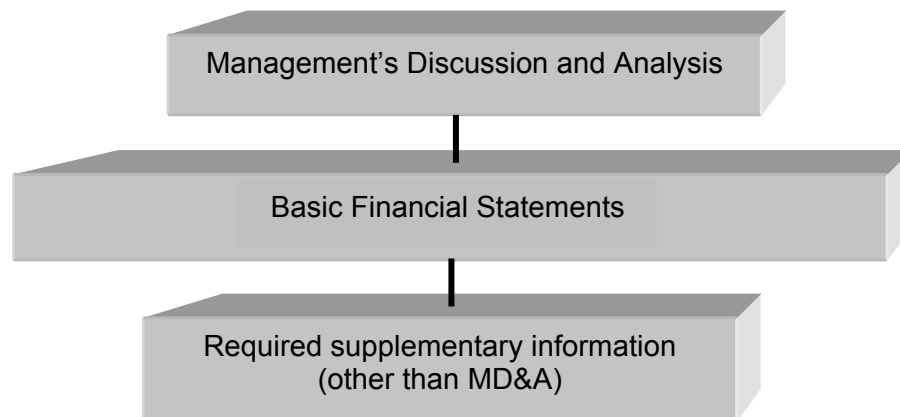 Management’s Discussion and Analysis
Basic Financial Statements
Required supplementary information
(other than MD&A)